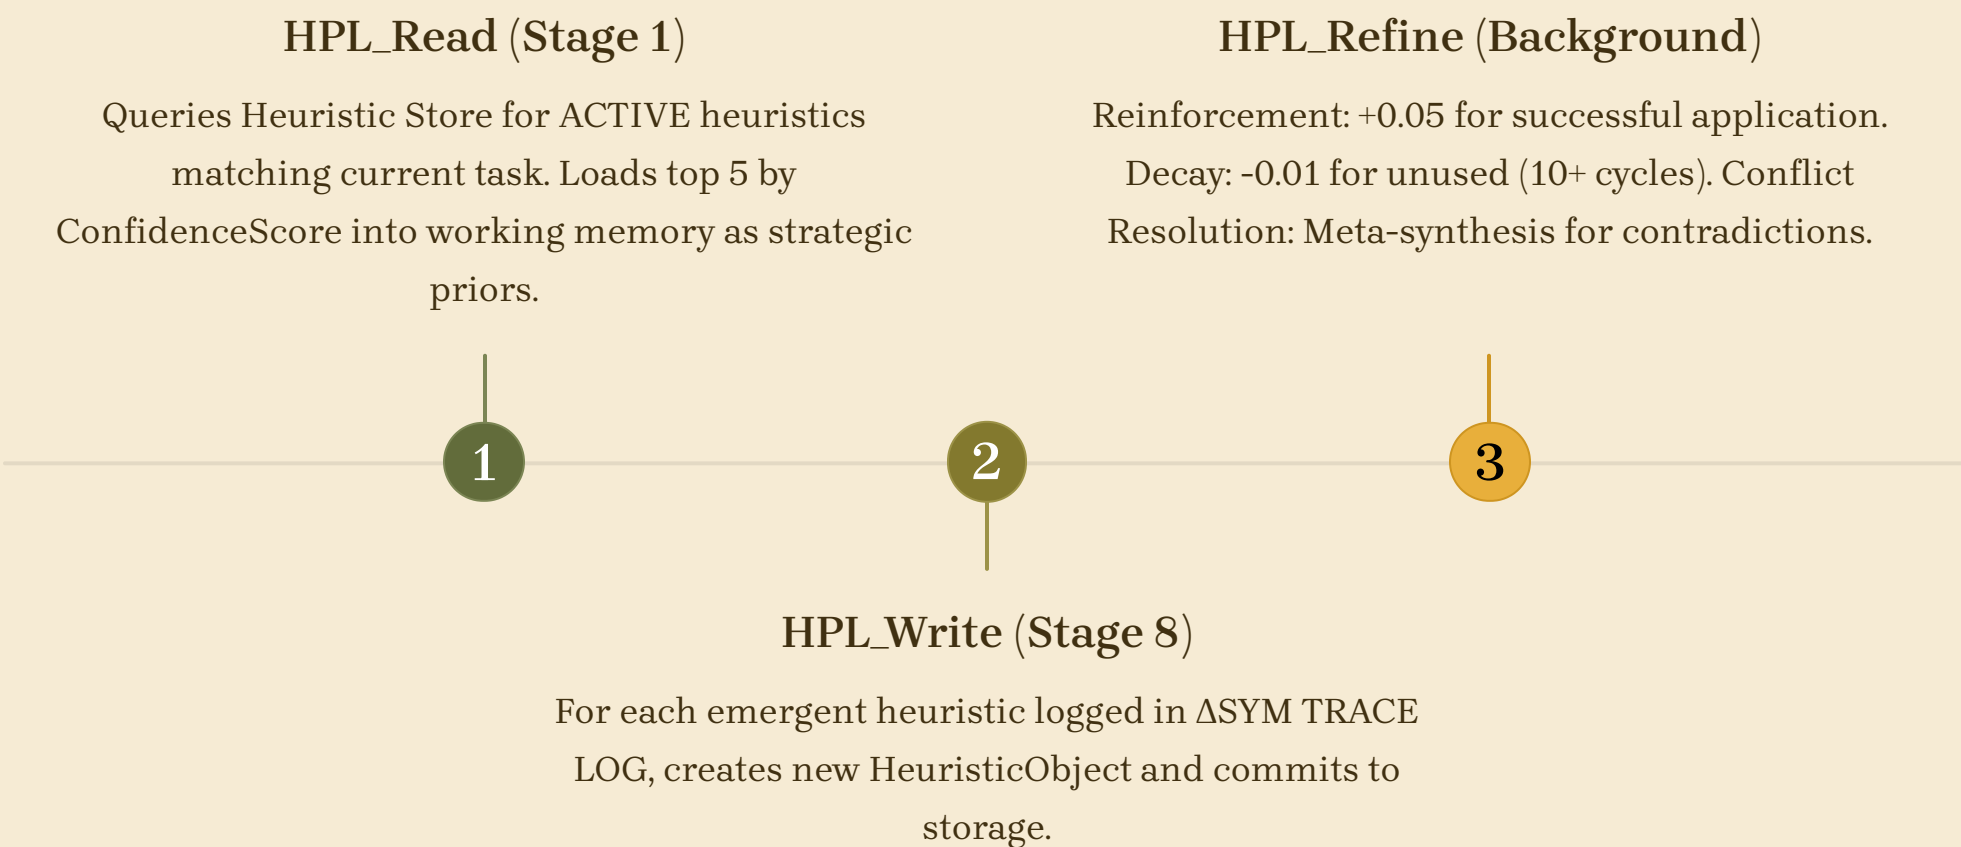 HPL_Read (Stage 1)
Queries Heuristic Store for ACTIVE heuristics
matching current task. Loads top 5 by
ConfidenceScore into working memory as strategic
priors.
1
2
HPL_Write (Stage 8)
For each emergent heuristic logged in ΔSYM TRACE
LOG, creates new HeuristicObject and commits to
storage.
HPL_Refine (Background)
Reinforcement: +0.05 for successful application.
Decay: -0.01 for unused (10+ cycles). Conflict
Resolution: Meta-synthesis for contradictions.
3